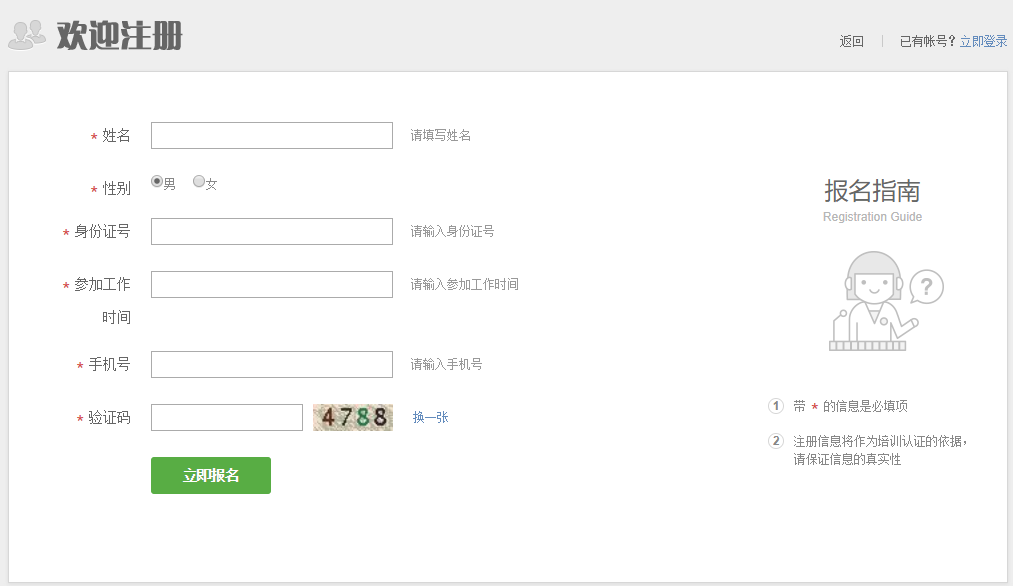 欢迎注册
返回 | 已有帐号？立即登录
* 姓名 请填写姓名
* 性别 男 女
* 身份证号 请输入身份证号
* 参加工作 请输入参加工作时间
时间
* 手机号 请输入手机号
* 验证码 4788 换一张
立即报名
报名指南
Registration Guide
?
1 带 * 的信息是必填项
2 注册信息将作为培训认证的依据，
请保证信息的真实性